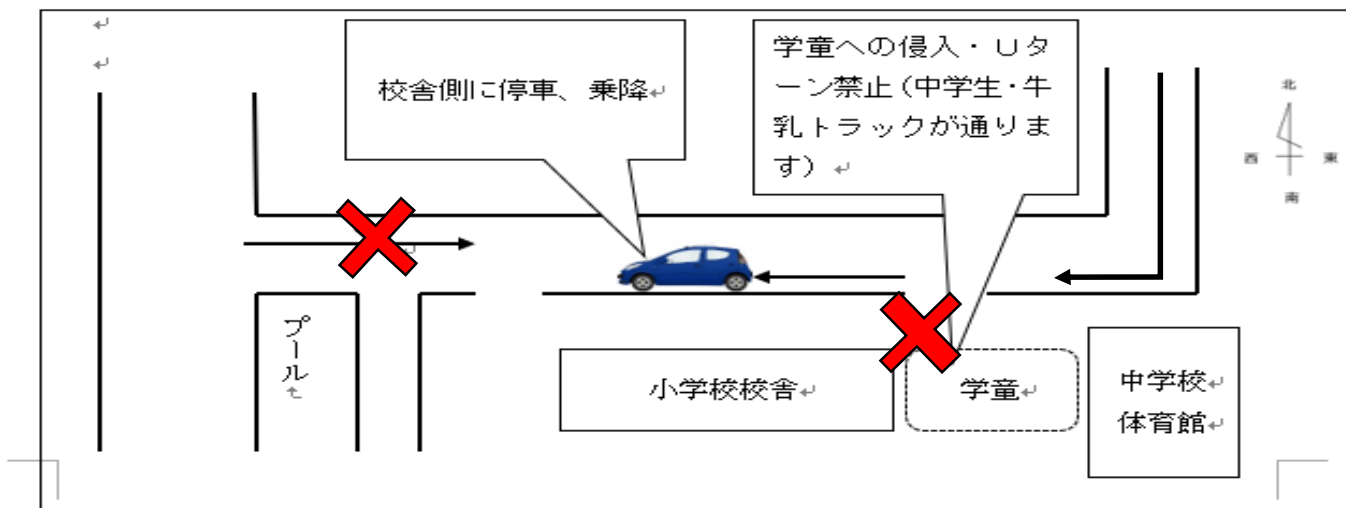 校舎側に停車、乗降
学童への侵入・Ｕタ
ーン禁止（中学生・牛
乳トラックが通りま
す）
北
西
東
南
プール
小学校校舎
学童
中学校
体育館